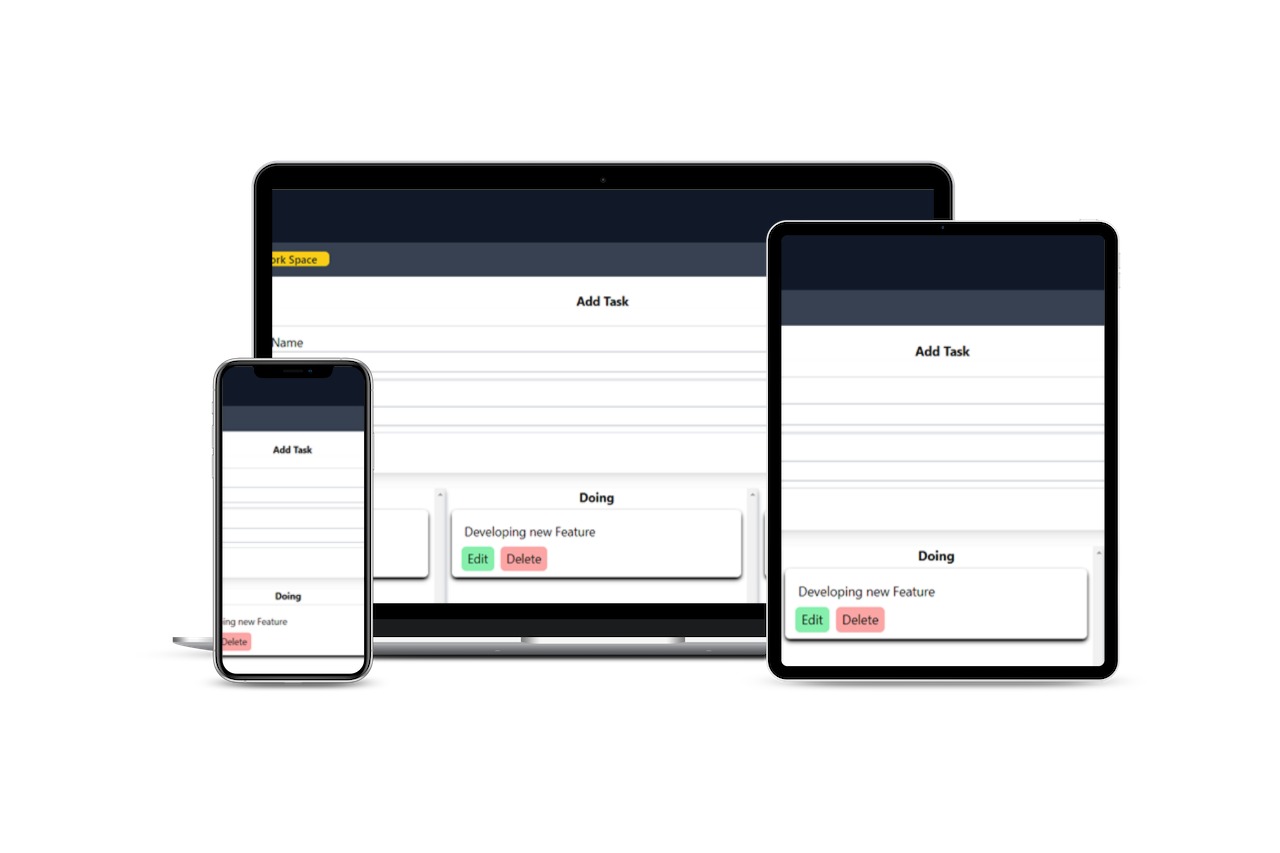 ork Space
Add Task
Name
Doing
Developing new Feature
Edit Delete
Add Task
Doing
ing new Feature
Delete
Add Task
Doing
Developing new Feature
Edit Delete